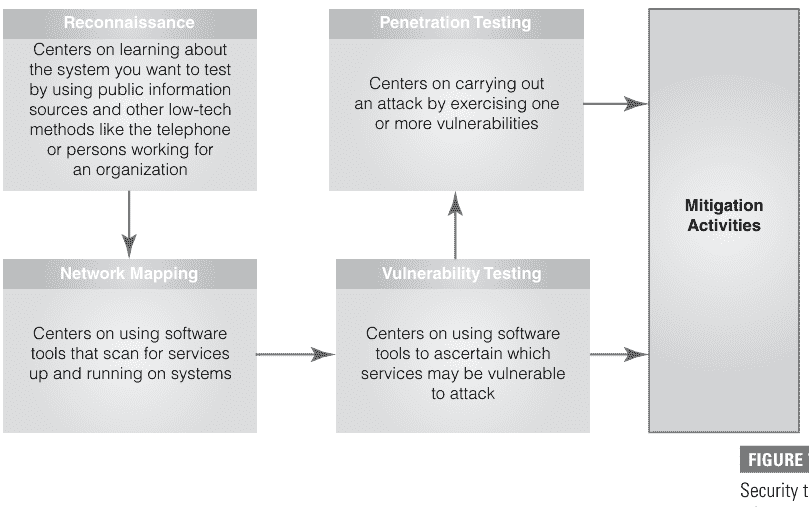 Reconnaissance
Centers on learning about
the system you want to test
by using public information
sources and other low-tech
methods like the telephone
or persons working for
an organization
Penetration Testing
Centers on carrying out
an attack by exercising one
or more vulnerabilities
Mitigation
Activities
Network Mapping
Centers on using software
tools that scan for services
up and running on systems
Vulnerability Testing
Centers on using software
tools to ascertain which
services may be vulnerable
to attack
FIGURE
Security t